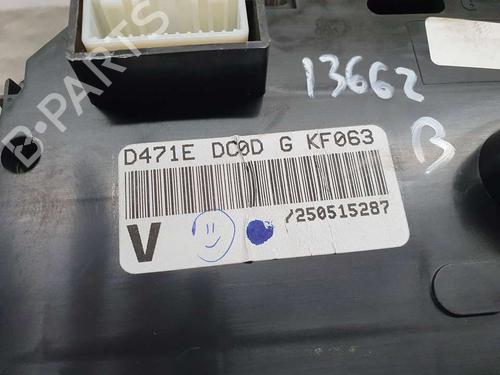 B-PARTS
13662
B
D471E DC0D G KF063
V
/250515287